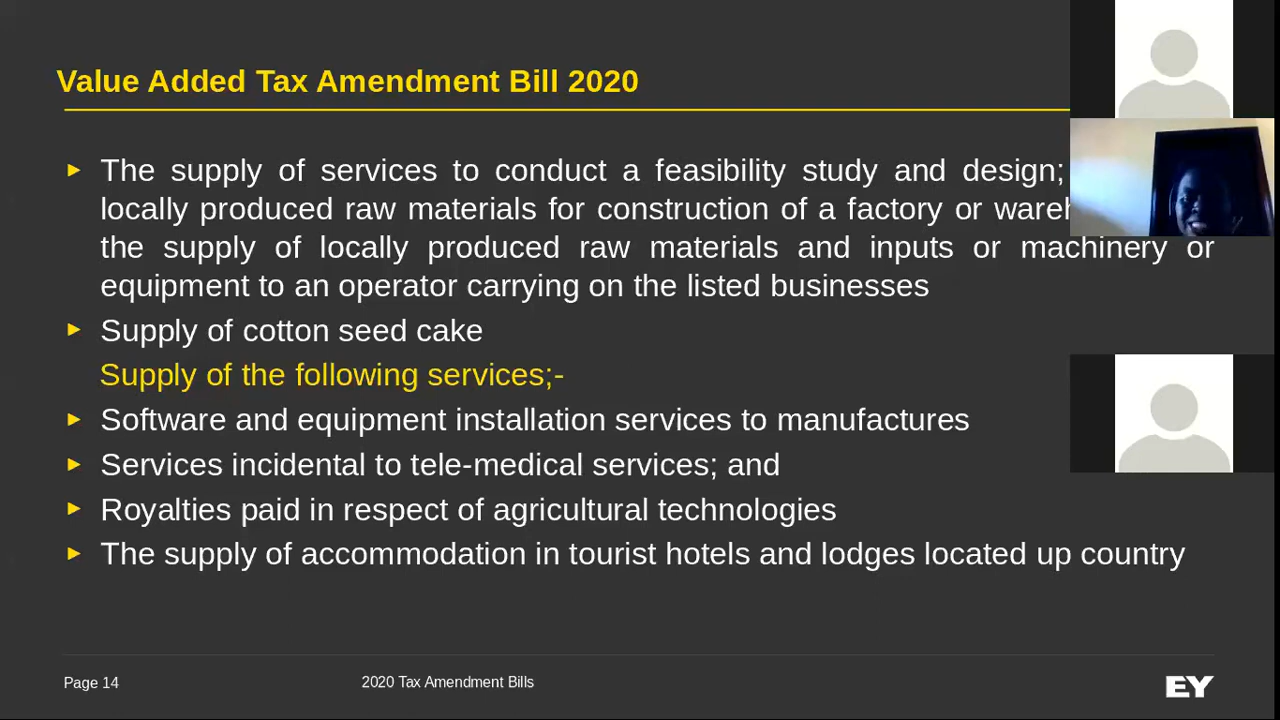 Value Added Tax Amendment Bill 2020
The supply of services to conduct a feasibility study and design;
locally produced raw materials for construction of a factory or
the supply of locally produced raw materials and inputs or machinery or
equipment to an operator carrying on the listed businesses
Supply of cotton seed cake
Supply of the following services;-
Software and equipment installation services to manufactures
Services incidental to tele-medical services; and
Royalties paid in respect of agricultural technologies
The supply of accommodation in tourist hotels and lodges located up country
Page 14
2020 Tax Amendment Bills
EY